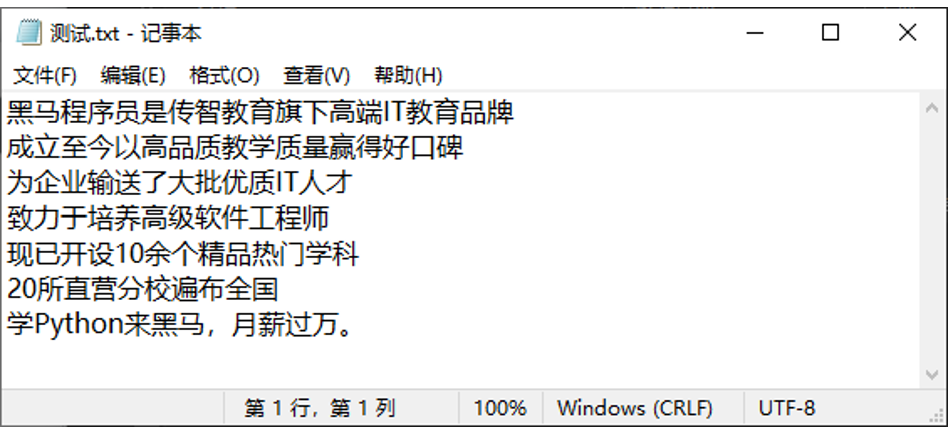 测试.txt - 记事本
文件(F) 编辑(E) 格式(O) 查看(V) 帮助(H)
黑马程序员是传智教育旗下高端IT教育品牌
成立至今以高品质教学质量赢得好口碑
为企业输送了大批优质IT人才
致力于培养高级软件工程师
现已开设10余个精品热门学科
20所直营分校遍布全国
学Python来黑马，月薪过万。
第 1 行，第 1 列 100% Windows (CRLF) UTF-8